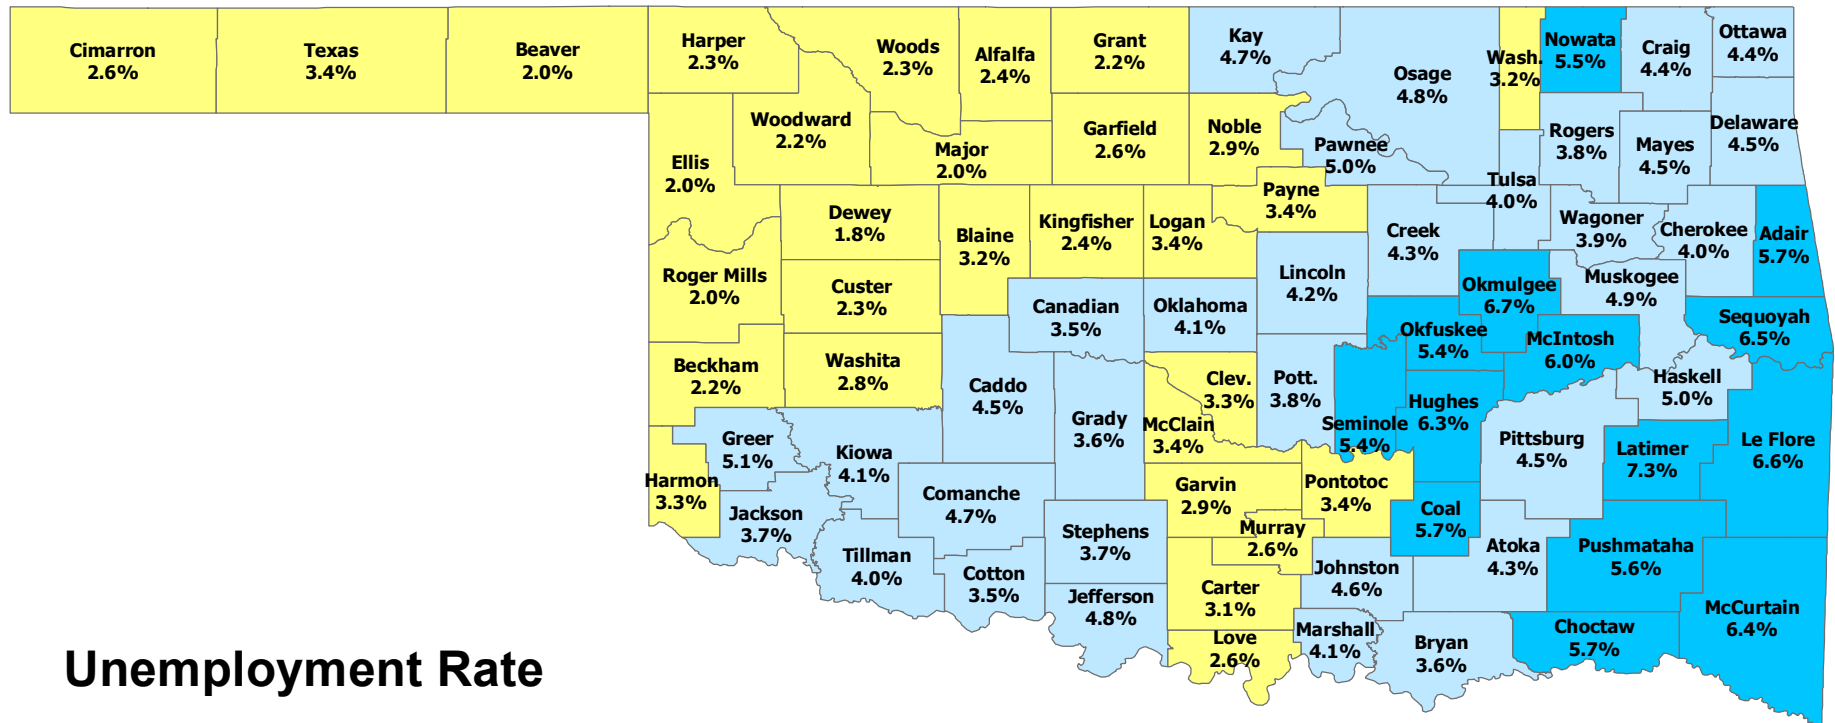 Cimarron
2.6%
Texas
3.4%
Beaver
2.0%
Harper
2.3%
Woods
2.3%
Alfalfa
2.4%
Grant
2.2%
Kay
4.7%
Osage
4.8%
Wash.
3.2%
Nowata
5.5%
Craig
4.4%
Ottawa
4.4%
Woodward
2.2%
Ellis
2.0%
Major
2.0%
Garfield
2.6%
Noble
2.9%
Pawnee
5.0%
Rogers
3.8%
Mayes
4.5%
Delaware
4.5%
Dewey
1.8%
Blaine
3.2%
Kingfisher
2.4%
Logan
3.4%
Payne
3.4%
Tulsa
4.0%
Creek
4.3%
Wagoner
3.9%
Cherokee
4.0%
Adair
5.7%
Roger Mills
2.0%
Custer
2.3%
Canadian
3.5%
Oklahoma
4.1%
Lincoln
4.2%
Okmulgee
6.7%
Muskogee
4.9%
Sequoyah
6.5%
Beckham
2.2%
Washita
2.8%
Caddo
4.5%
Grady
3.6%
Clev.
3.3%
McClain
3.4%
Pott.
3.8%
Okfuskee
5.4%
McIntosh
6.0%
Haskell
5.0%
Seminole
5.4%
Hughes
6.3%
Pittsburg
4.5%
Latimer
7.3%
Le Flore
6.6%
Harmon
3.3%
Greer
5.1%
Kiowa
4.1%
Jackson
3.7%
Comanche
4.7%
Tillman
4.0%
Cotton
3.5%
Stephens
3.7%
Jefferson
4.8%
Garvin
2.9%
Murray
2.6%
Pontotoc
3.4%
Coal
5.7%
Atoka
4.3%
Pushmataha
5.6%
Carter
3.1%
Johnston
4.6%
Love
2.6%
Marshall
4.1%
Bryan
3.6%
Choctaw
5.7%
McCurtain
6.4%
Unemployment Rate